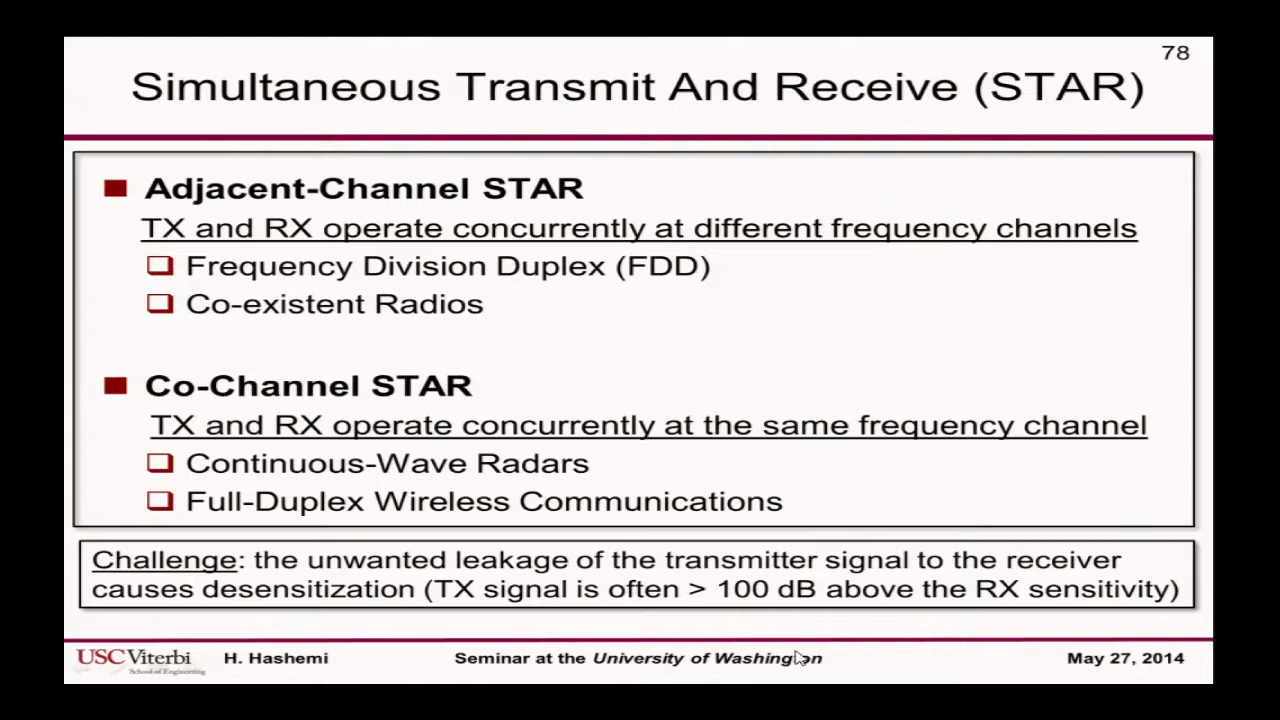 78
Simultaneous Transmit And Receive (STAR)
Adjacent-Channel STAR
TX and RX operate concurrently at different frequency channels
Frequency Division Duplex (FDD)
Co-existent Radios
Co-Channel STAR
TX and RX operate concurrently at the same frequency channel
Continuous-Wave Radars
Full-Duplex Wireless Communications
Challenge: the unwanted leakage of the transmitter signal to the receiver
causes desensitization (TX signal is often > 100 dB above the RX sensitivity)
USC Viterbi
School of Engineering
H. Hashemi
Seminar at the University of Washington
May 27, 2014